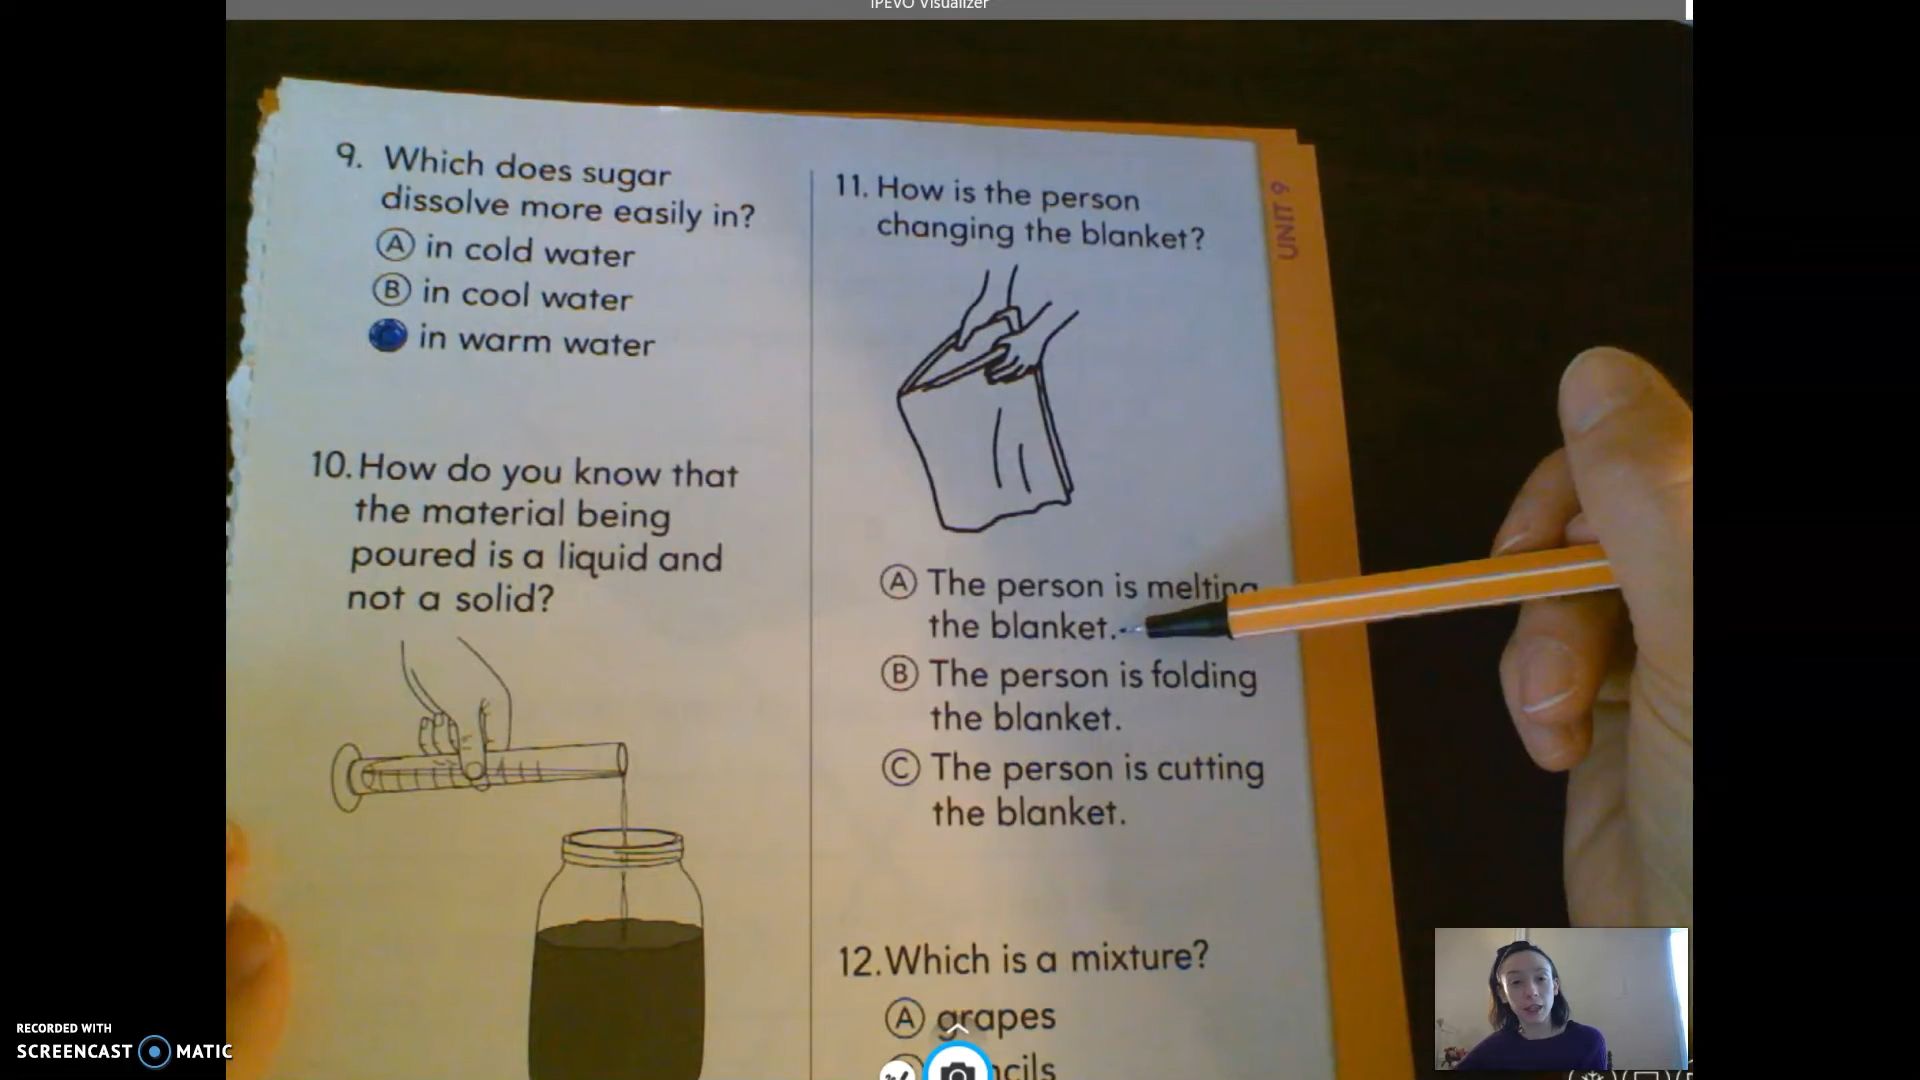 IPEVO Visualizer
9. Which does sugar
dissolve more easily in?
A in cold water
B in cool water
in warm water
10. How do you know that
the material being
poured is a liquid and
not a solid?
11. How is the person
changing the blanket?
A The person is melting
the blanket.
B The person is folding
the blanket.
C The person is cutting
the blanket.
12. Which is a mixture?
A grapes
UNIT 9
RECORDED WITH
SCREENCAST MATIC